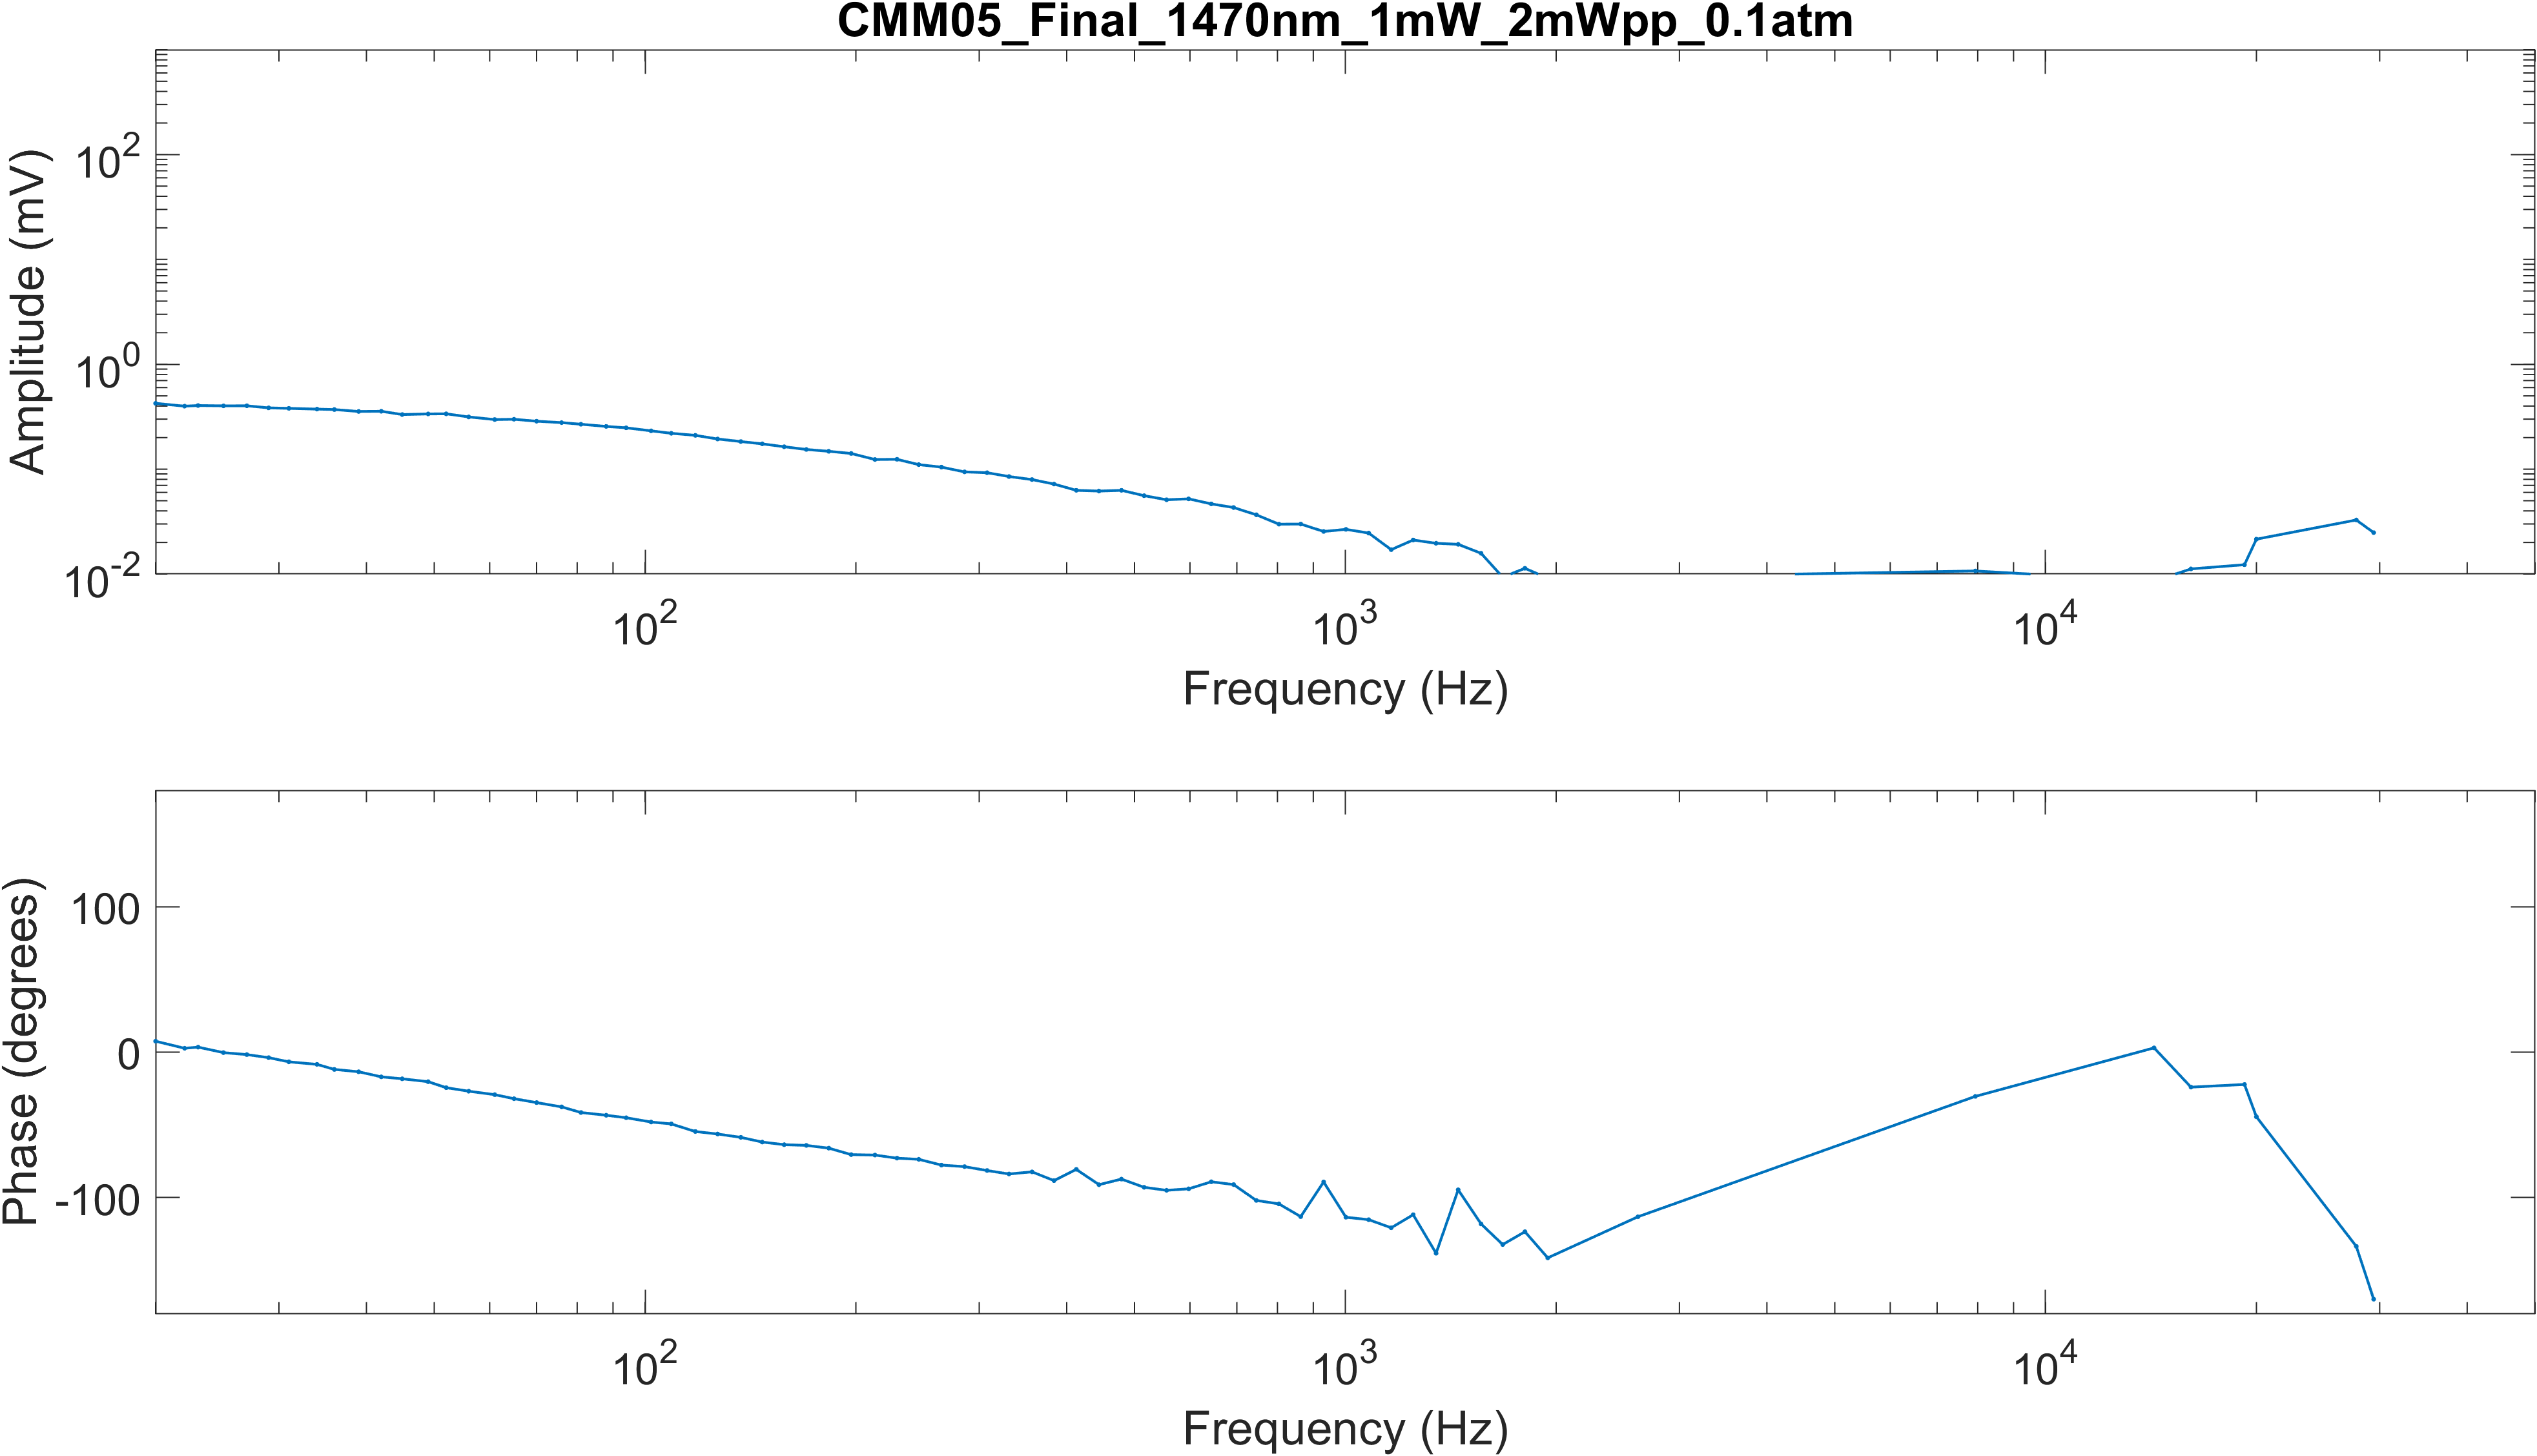 CMM05_Final_1470nm_1mW_2mWpp_0.1atm
Amplitude (mV)
10^2
10^0
10^-2
10^2 10^3 10^4
Frequency (Hz)
Phase (degrees)
100
0
-100
10^2 10^3 10^4
Frequency (Hz)